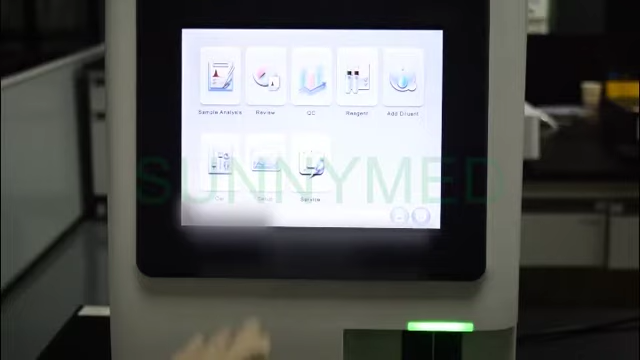 Sample Analysis Review QC Reagent Add Diluent
SUNNYMED
Service